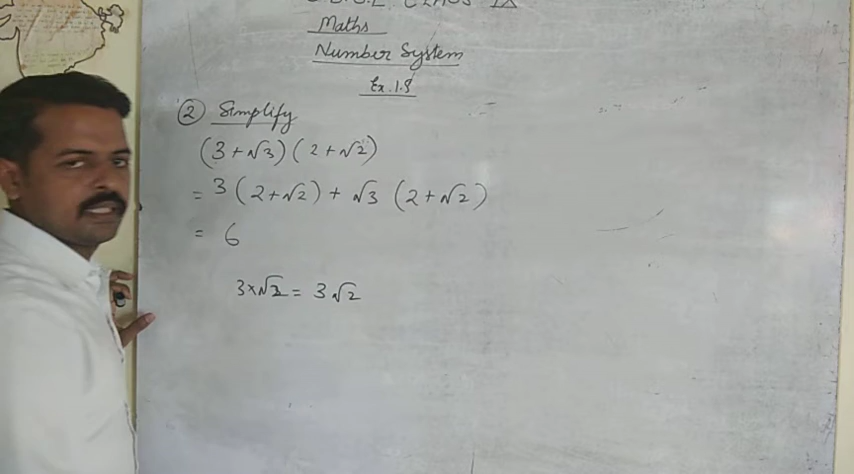 Maths
Number System
Ex. 1.5
② Simplify
(3+√3)(2+√2)
= 3(2+√2)+√3(2+√2)
= 6
3×√2=3√2